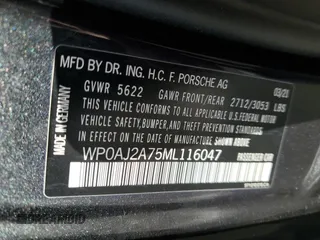 MFD BY DR. ING. H.C. F. PORSCHE AG
03/21
GVWR 5622 GAWR FRONT/REAR 2712/3053 LBS
MADE IN GERMANY
THIS VEHICLE CONFORMS TO ALL APPLICABLE FEDERAL MOTOR VEHICLE
SAFETY, BUMPER, AND THEFT PREVENTION STANDARDS
IN EFFECT ON THE DATE OF MANUFACTURE SHOWN ABOVE
WP0AJ2A75ML116047
PASSENGER CAR